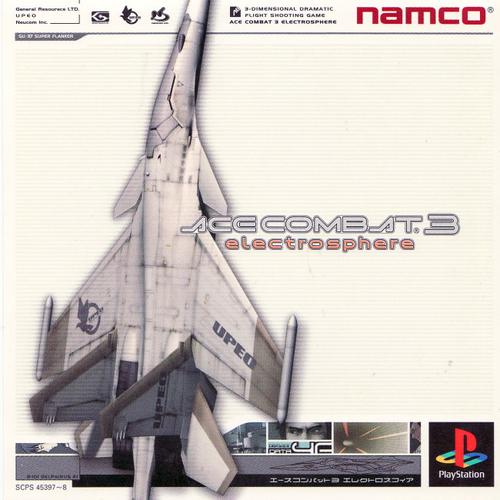 General Resource LTD.
UPEO
Neucom Inc.
3-DIMENSIONAL DRAMATIC
FLIGHT SHOOTING GAME
ACE COMBAT 3 ELECTROSPHERE
namco®
SU-37 SUPER FLANKER
ACE COMBAT® 3
electrosphere
UPEO
UPEO
DATA
PlayStation
エースコンバット3 エレクトロスフィア
SCPS 45397~8